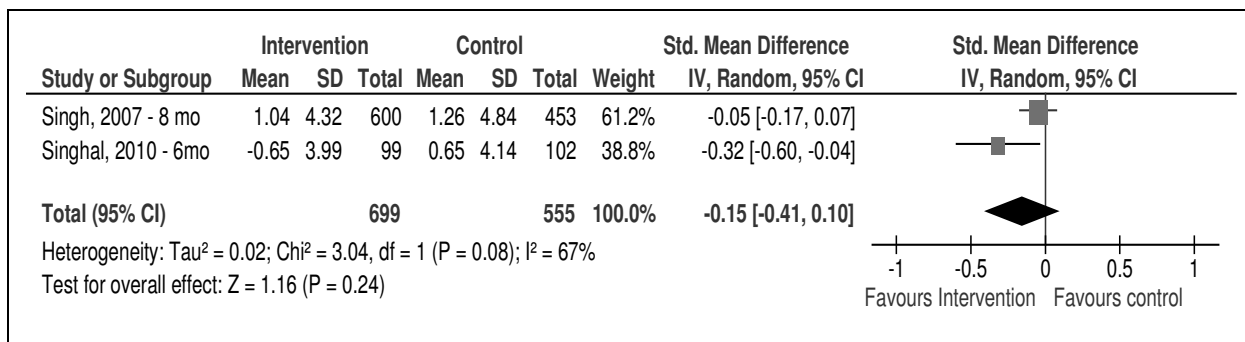 Intervention Control Std. Mean Difference Std. Mean Difference
Study or Subgroup Mean SD Total Mean SD Total Weight IV, Random, 95% CI IV, Random, 95% CI
Singh, 2007 - 8 mo 1.04 4.32 600 1.26 4.84 453 61.2% -0.05 [-0.17, 0.07]
Singhal, 2010 - 6mo -0.65 3.99 99 0.65 4.14 102 38.8% -0.32 [-0.60, -0.04]
Total (95% CI) 699 555 100.0% -0.15 [-0.41, 0.10]
Heterogeneity: Tau² = 0.02; Chi² = 3.04, df = 1 (P = 0.08); I² = 67%
Test for overall effect: Z = 1.16 (P = 0.24)
-1 -0.5 0 0.5 1
Favours Intervention Favours control